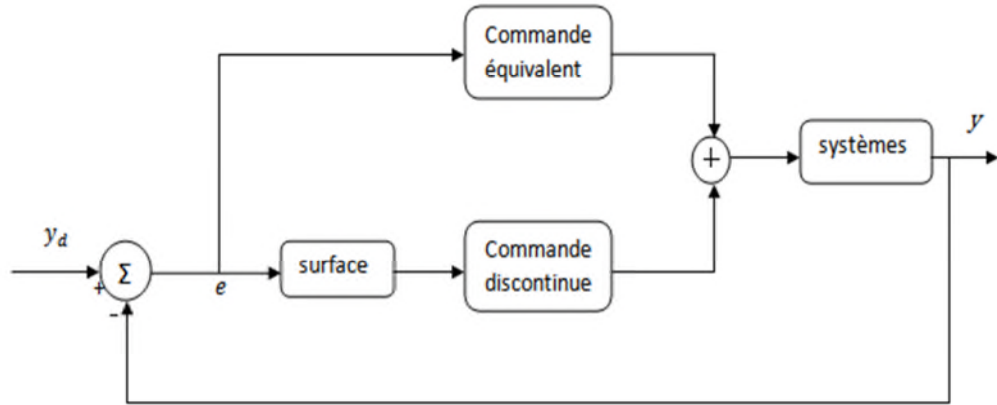 Commande
équivalent
+
systèmes
y
y_d
Σ
+
-
e
surface
Commande
discontinue